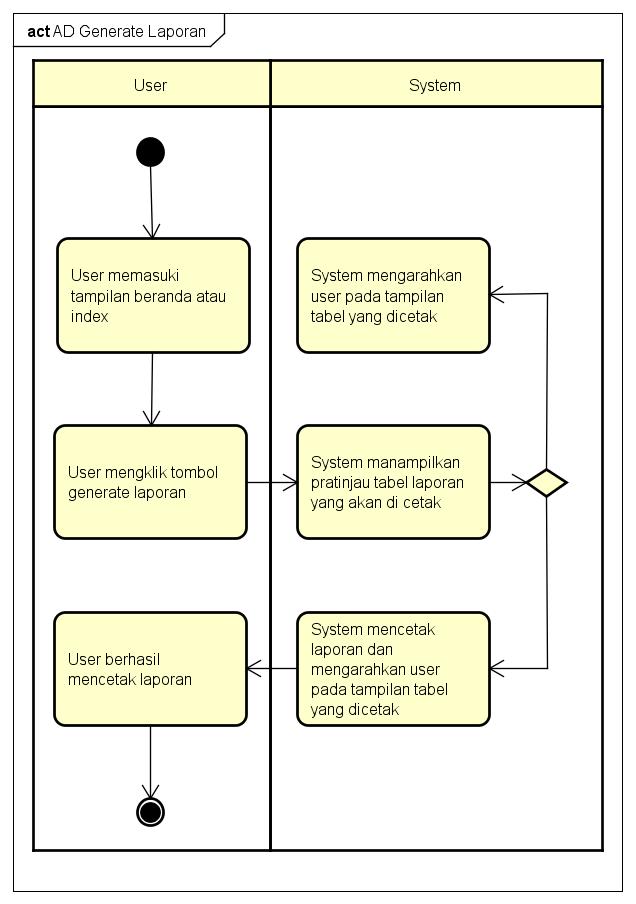 act AD Generate Laporan
User
System
User memasuki
tampilan beranda atau
index
System mengarahkan
user pada tampilan
tabel yang dicetak
User mengklik tombol
generate laporan
System manampilkan
pratinjau tabel laporan
yang akan di cetak
User berhasil
mencetak laporan
System mencetak
laporan dan
mengarahkan user
pada tampilan tabel
yang dicetak